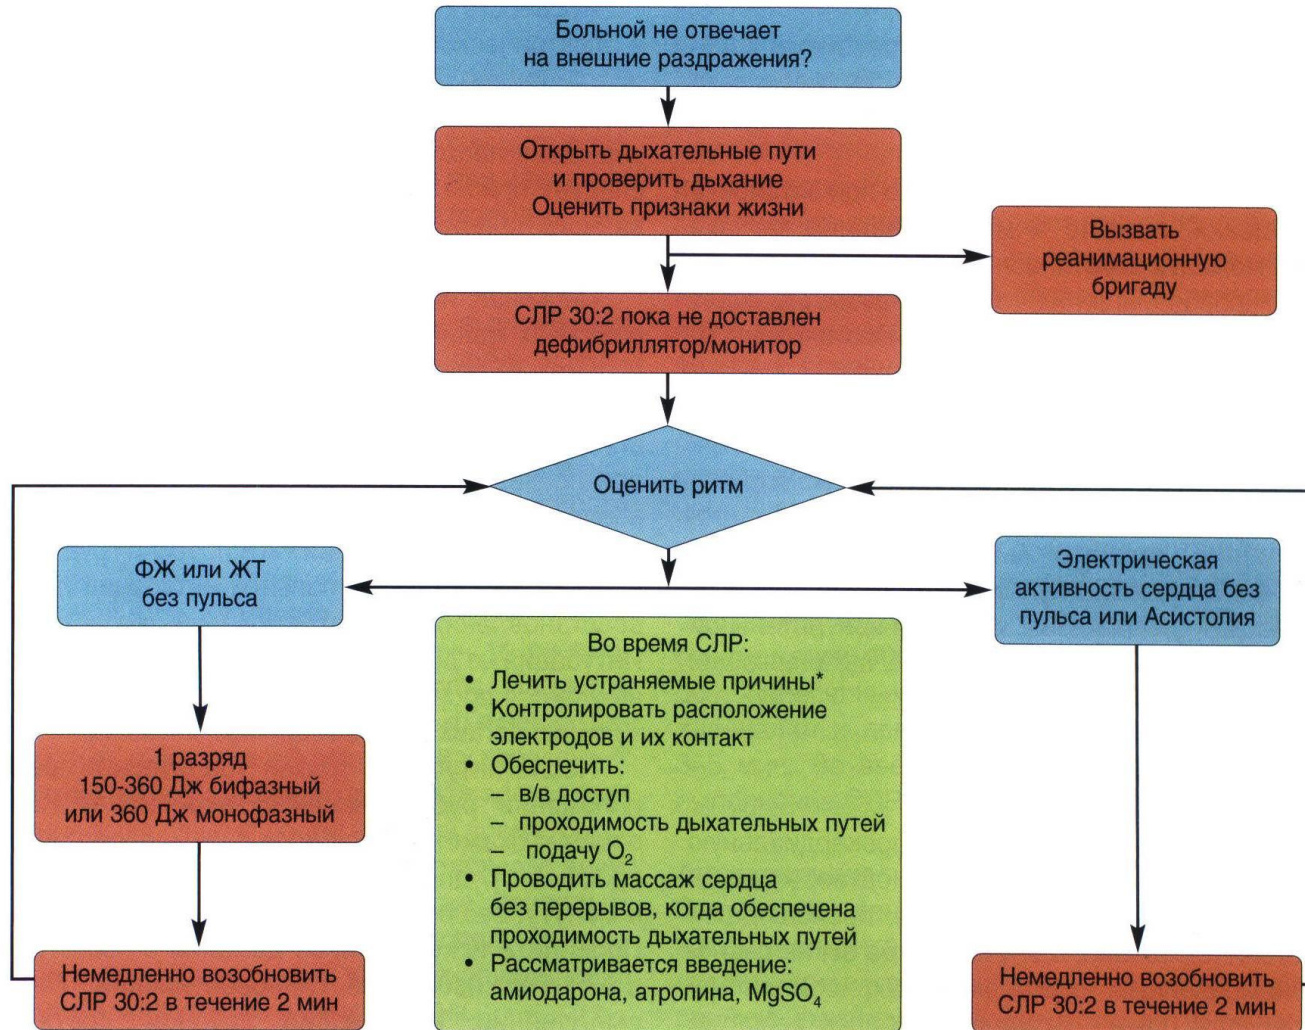 Больной не отвечает
на внешние раздражения?
Открыть дыхательные пути
и проверить дыхание
Оценить признаки жизни
Вызвать
реанимационную
бригаду
СЛР 30:2 пока не доставлен
дефибриллятор/монитор
Оценить ритм
ФЖ или ЖТ
без пульса
Электрическая
активность сердца без
пульса или Асистолия
1 разряд
150-360 Дж бифазный
или 360 Дж монофазный
Немедленно возобновить
СЛР 30:2 в течение 2 мин
Во время СЛР:
• Лечить устраняемые причины*
• Контролировать расположение
электродов и их контакт
• Обеспечить:
– в/в доступ
– проходимость дыхательных путей
– подачу O₂
• Проводить массаж сердца
без перерывов, когда обеспечена
проходимость дыхательных путей
• Рассматривается введение:
амиодарона, атропина, MgSO₄
Немедленно возобновить
СЛР 30:2 в течение 2 мин